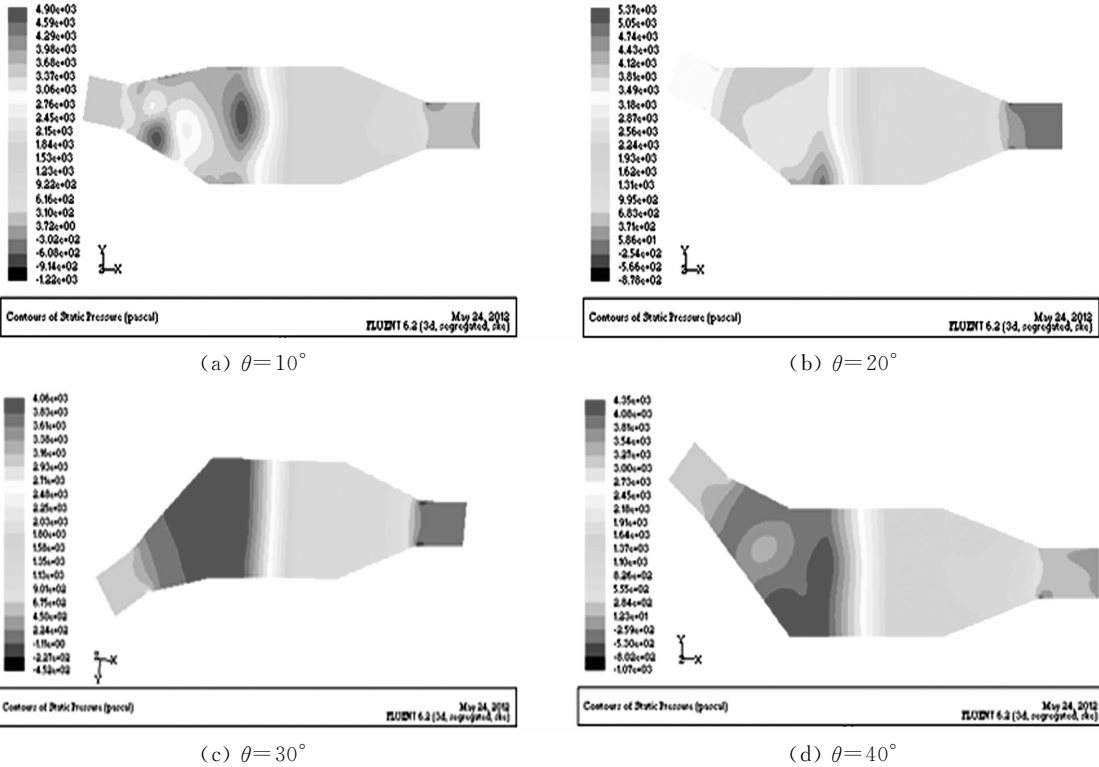 4.90e+03
4.59e+03
4.29e+03
3.98e+03
3.68e+03
3.37e+03
3.06e+03
2.76e+03
2.45e+03
2.15e+03
1.84e+03
1.53e+03
1.23e+03
9.22e+02
6.16e+02
3.10e+02
3.72e+00
-3.02e+02
-6.08e+02
-9.14e+02
-1.22e+03
Y
Z X
Contours of Static Pressure (pascal)
May 24, 2012
FLUENT 6.2 (3d, segregated, ske)
(a) θ=10°
5.37e+03
5.05e+03
4.74e+03
4.43e+03
4.12e+03
3.81e+03
3.49e+03
3.18e+03
2.87e+03
2.56e+03
2.24e+03
1.93e+03
1.62e+03
1.31e+03
9.95e+02
6.83e+02
3.71e+02
5.86e+01
-2.54e+02
-5.66e+02
-8.78e+02
Y
Z X
Contours of Static Pressure (pascal)
May 24, 2012
FLUENT 6.2 (3d, segregated, ske)
(b) θ=20°
4.06e+03
3.83e+03
3.61e+03
3.38e+03
3.16e+03
2.93e+03
2.71e+03
2.48e+03
2.25e+03
2.03e+03
1.80e+03
1.58e+03
1.35e+03
1.13e+03
9.01e+02
6.75e+02
4.50e+02
2.24e+02
-1.11e+00
-2.27e+02
-4.52e+02
Z X
Y
Contours of Static Pressure (pascal)
May 24, 2012
FLUENT 6.2 (3d, segregated, ske)
(c) θ=30°
4.35e+03
4.08e+03
3.81e+03
3.54e+03
3.27e+03
3.00e+03
2.73e+03
2.45e+03
2.18e+03
1.91e+03
1.64e+03
1.37e+03
1.10e+03
8.26e+02
5.55e+02
2.84e+02
1.23e+01
-2.59e+02
-5.30e+02
-8.02e+02
-1.07e+03
Y
Z X
Contours of Static Pressure (pascal)
May 24, 2012
FLUENT 6.2 (3d, segregated, ske)
(d) θ=40°